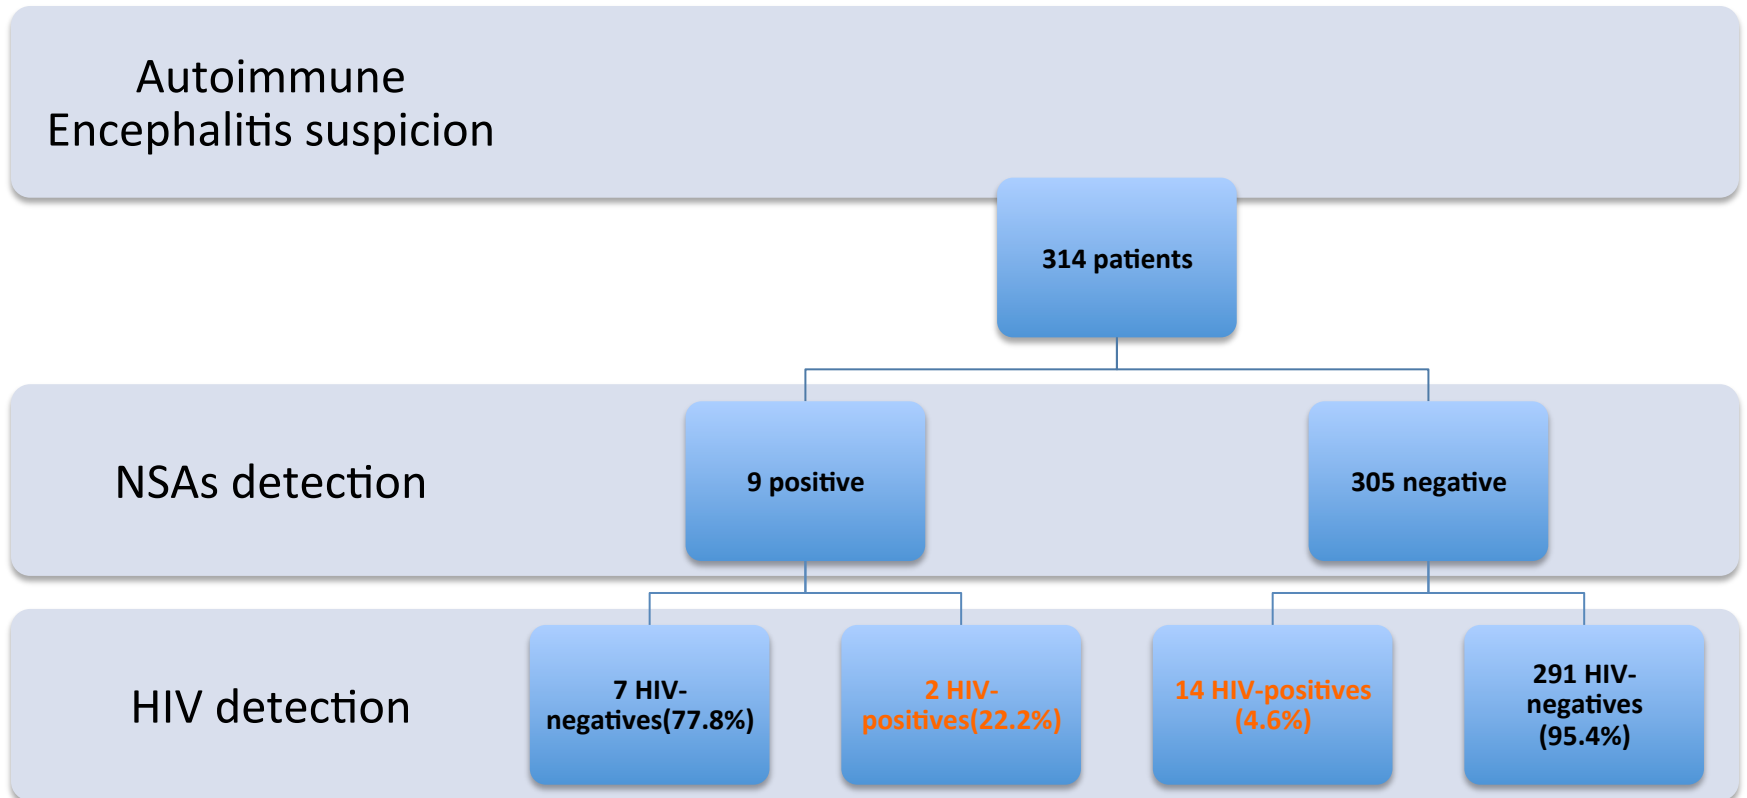 Autoimmune
Encephalitis suspicion
314 patients
NSAs detection
9 positive
305 negative
HIV detection
7 HIV-
negatives(77.8%)
2 HIV-
positives(22.2%)
14 HIV-positives
(4.6%)
291 HIV-
negatives
(95.4%)